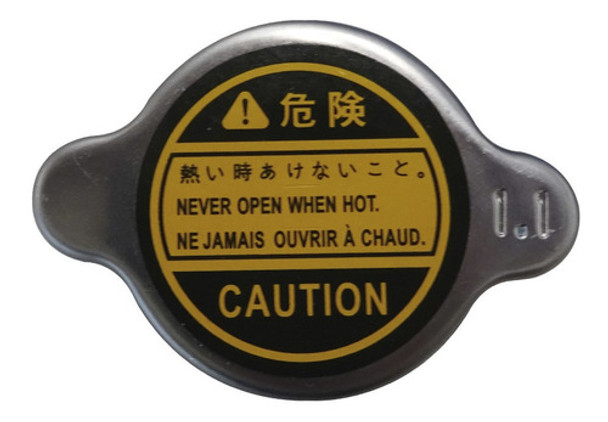 危険
熱い時あけないこと。
NEVER OPEN WHEN HOT.
NE JAMAIS OUVRIR À CHAUD.
1.1
CAUTION